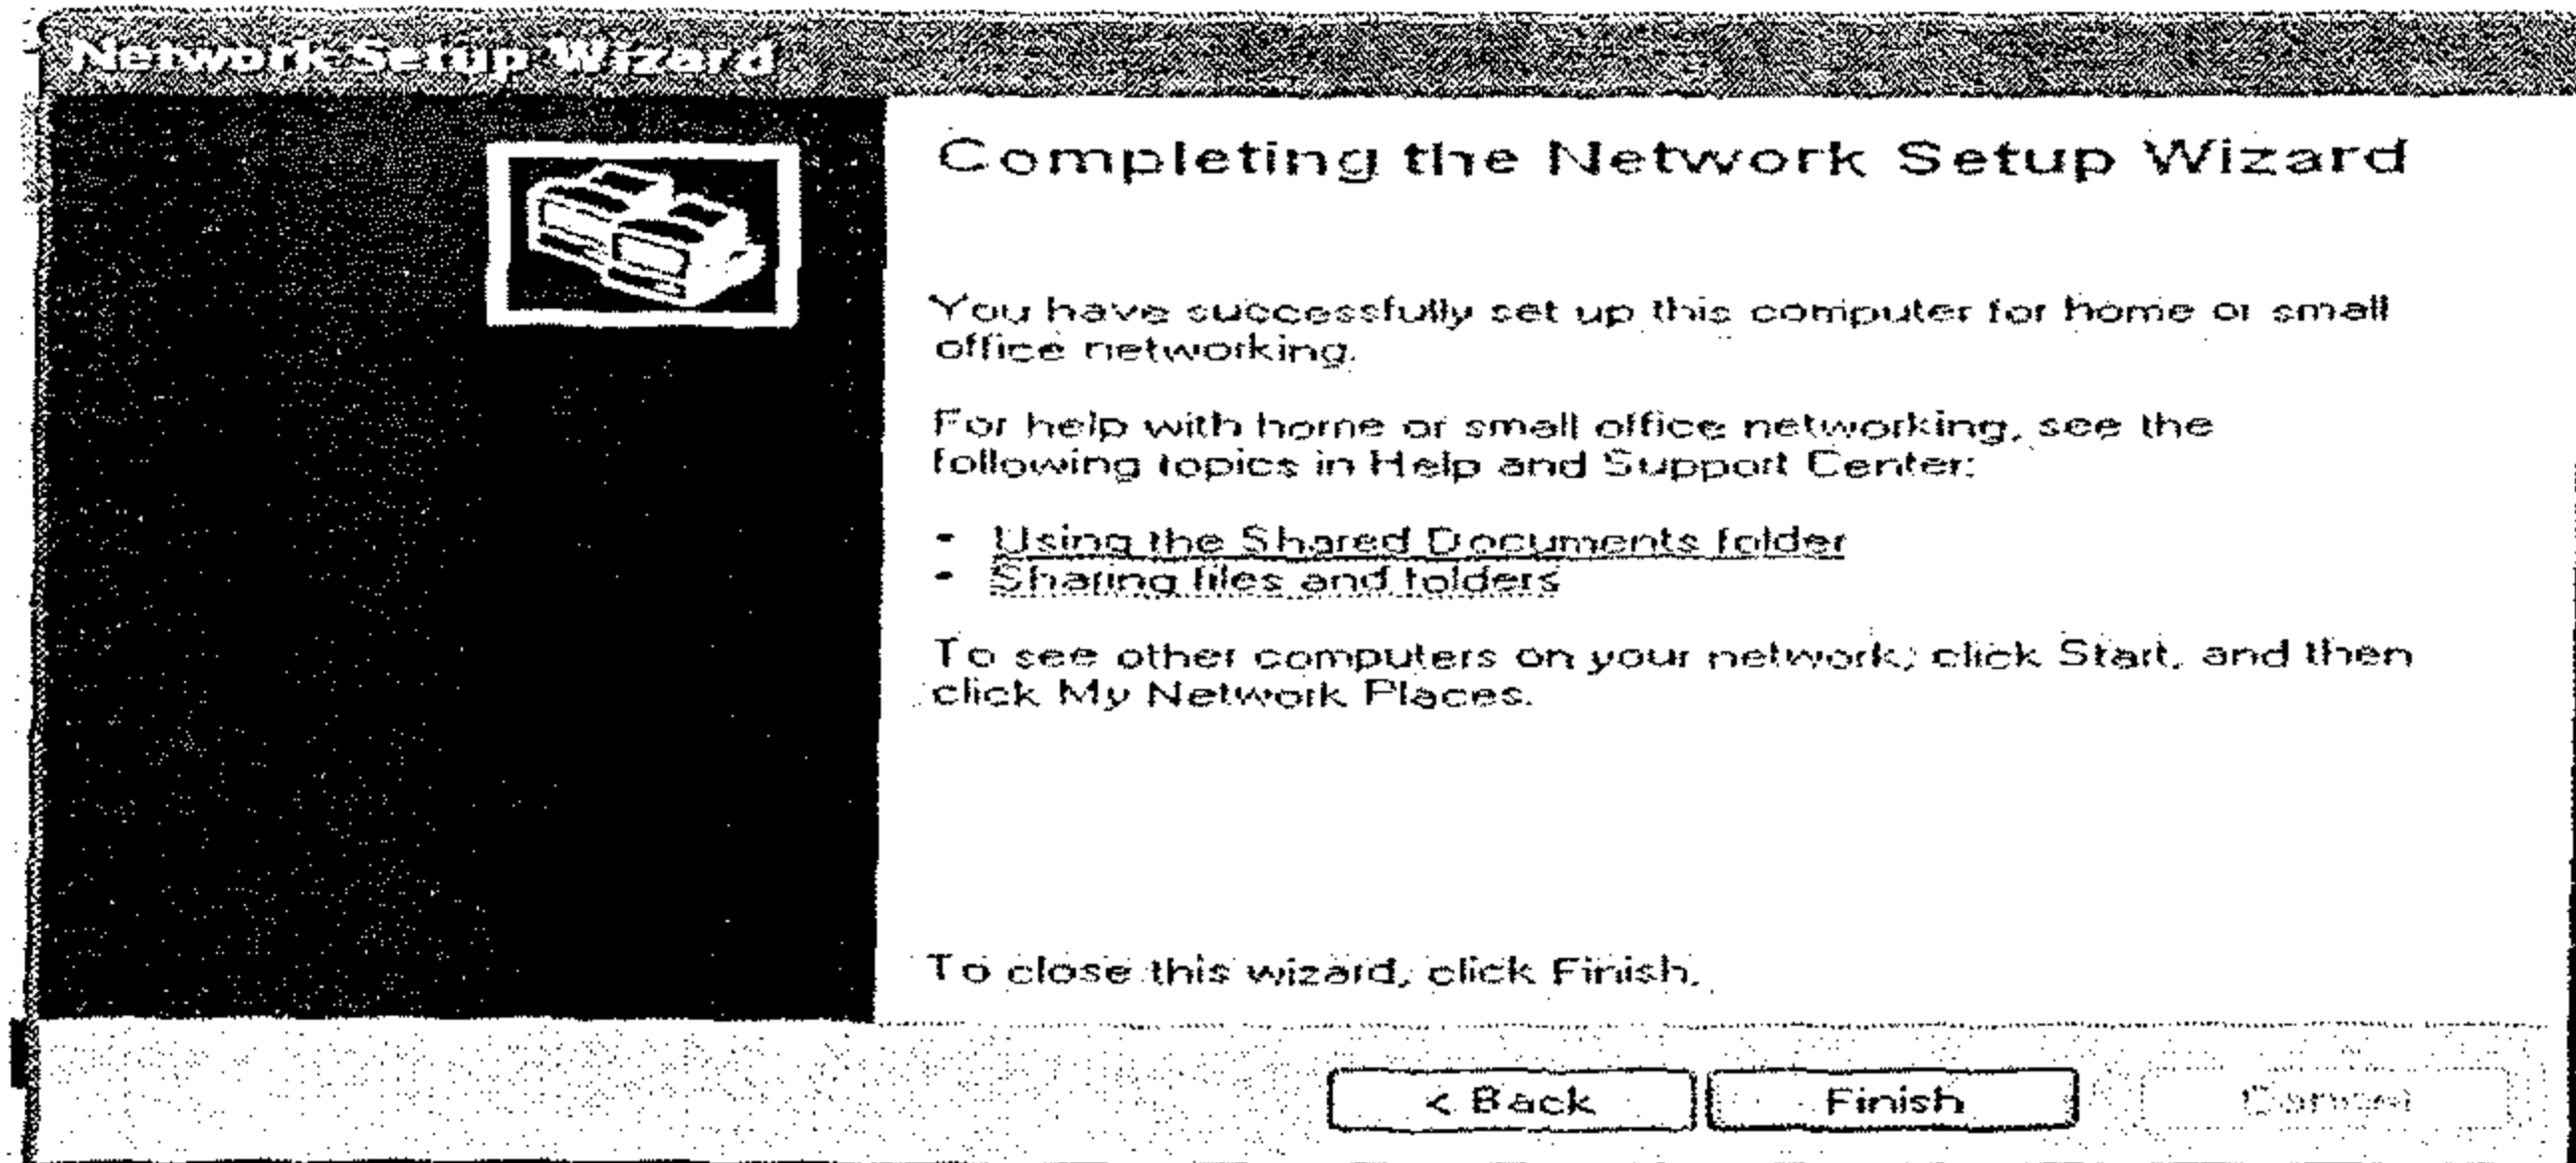 Network Setup Wizard
Completing the Network Setup Wizard
You have successfully set up this computer for home or small
office networking.
For help with home or small office networking, see the
following topics in Help and Support Center:
- Using the Shared Documents folder
- Sharing files and folders
To see other computers on your network, click Start, and then
click My Network Places.
To close this wizard, click Finish.
< Back Finish Cancel